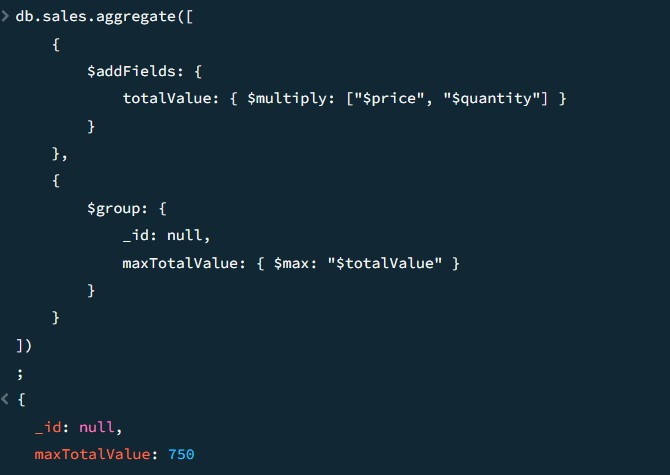 > db.sales.aggregate([
{
$addFields: {
totalValue: { $multiply: ["$price", "$quantity"] }
}
},
{
$group: {
_id: null,
maxTotalValue: { $max: "$totalValue" }
}
}
])
;
< {
_id: null,
maxTotalValue: 750